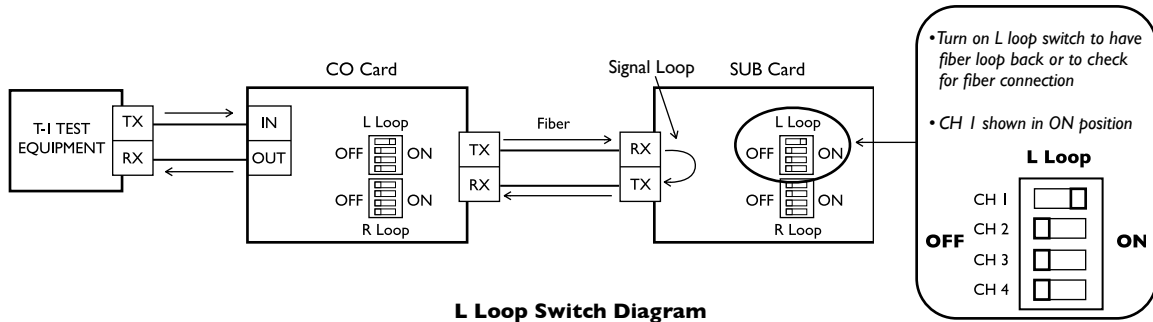 CO Card
Signal Loop
SUB Card
T-1 TEST
EQUIPMENT
TX
RX
IN
OUT
L Loop
OFF
ON
OFF
ON
R Loop
TX
RX
Fiber
RX
TX
L Loop
OFF
ON
OFF
ON
R Loop
•Turn on L loop switch to have
fiber loop back or to check
for fiber connection
• CH 1 shown in ON position
L Loop
CH 1
CH 2
CH 3
CH 4
OFF
ON
L Loop Switch Diagram